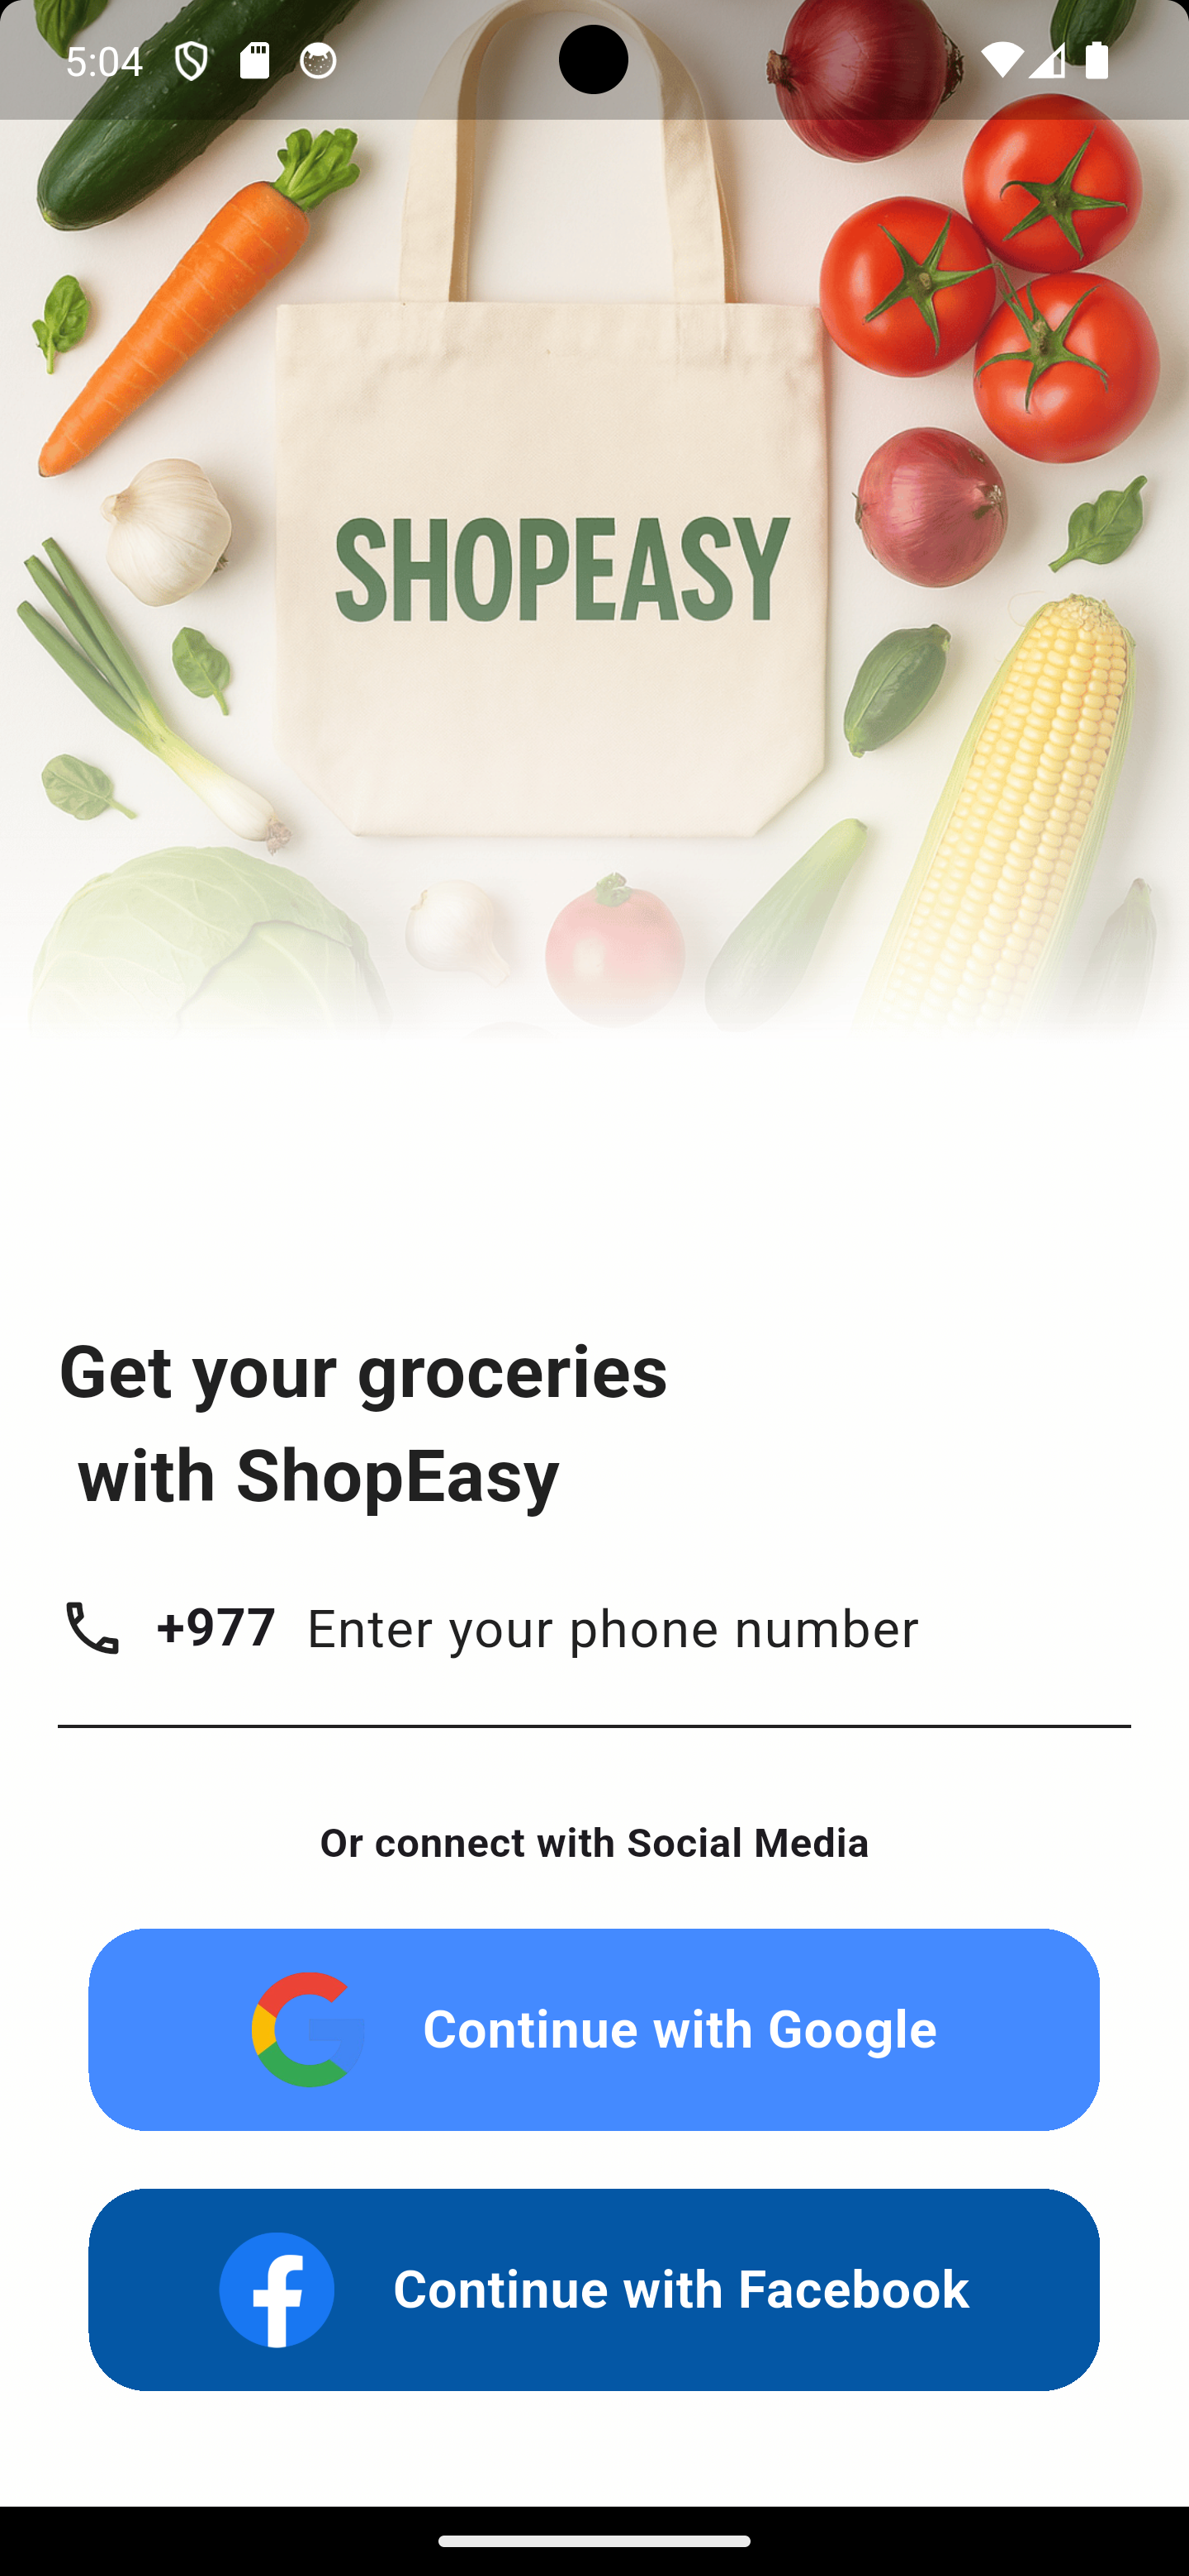 5:04
SHOPEASY
Get your groceries
with ShopEasy
+977 Enter your phone number
Or connect with Social Media
Continue with Google
Continue with Facebook